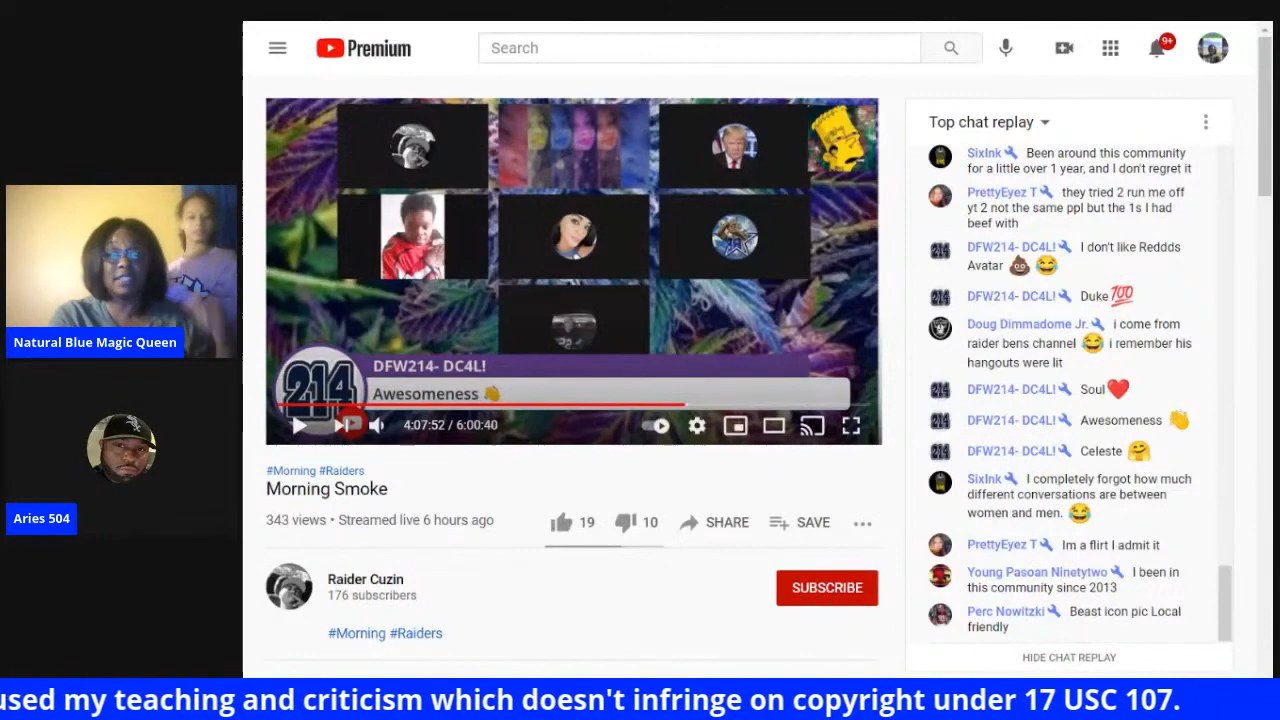 Premium
Search
9+
DFW214- DC4L!
Awesomeness 👏
214
4:07:52 / 6:00:40
#Morning #Raiders
Morning Smoke
343 views • Streamed live 6 hours ago
19
10
SHARE
SAVE
Raider Cuzin
176 subscribers
SUBSCRIBE
#Morning #Raiders
Top chat replay
SixInk Been around this community
for a little over 1 year, and I don't regret it
PrettyEyez T they tried 2 run me off
yt 2 not the same ppl but the 1s I had
beef with
DFW214- DC4L! I don't like Reddds
Avatar 💩😂
DFW214- DC4L! Duke💯
Doug Dimmadome Jr. i come from
raider bens channel 😂 i remember his
hangouts were lit
DFW214- DC4L! Soul❤️
DFW214- DC4L! Awesomeness 👏
DFW214- DC4L! Celeste 🤗
SixInk I completely forgot how much
different conversations are between
women and men. 😂
PrettyEyez T Im a flirt I admit it
Young Pasoan Ninetytwo I been in
this community since 2013
Perc Nowitzki Beast icon pic Local
friendly
HIDE CHAT REPLAY
Natural Blue Magic Queen
Aries 504
used my teaching and criticism which doesn't infringe on copyright under 17 USC 107.